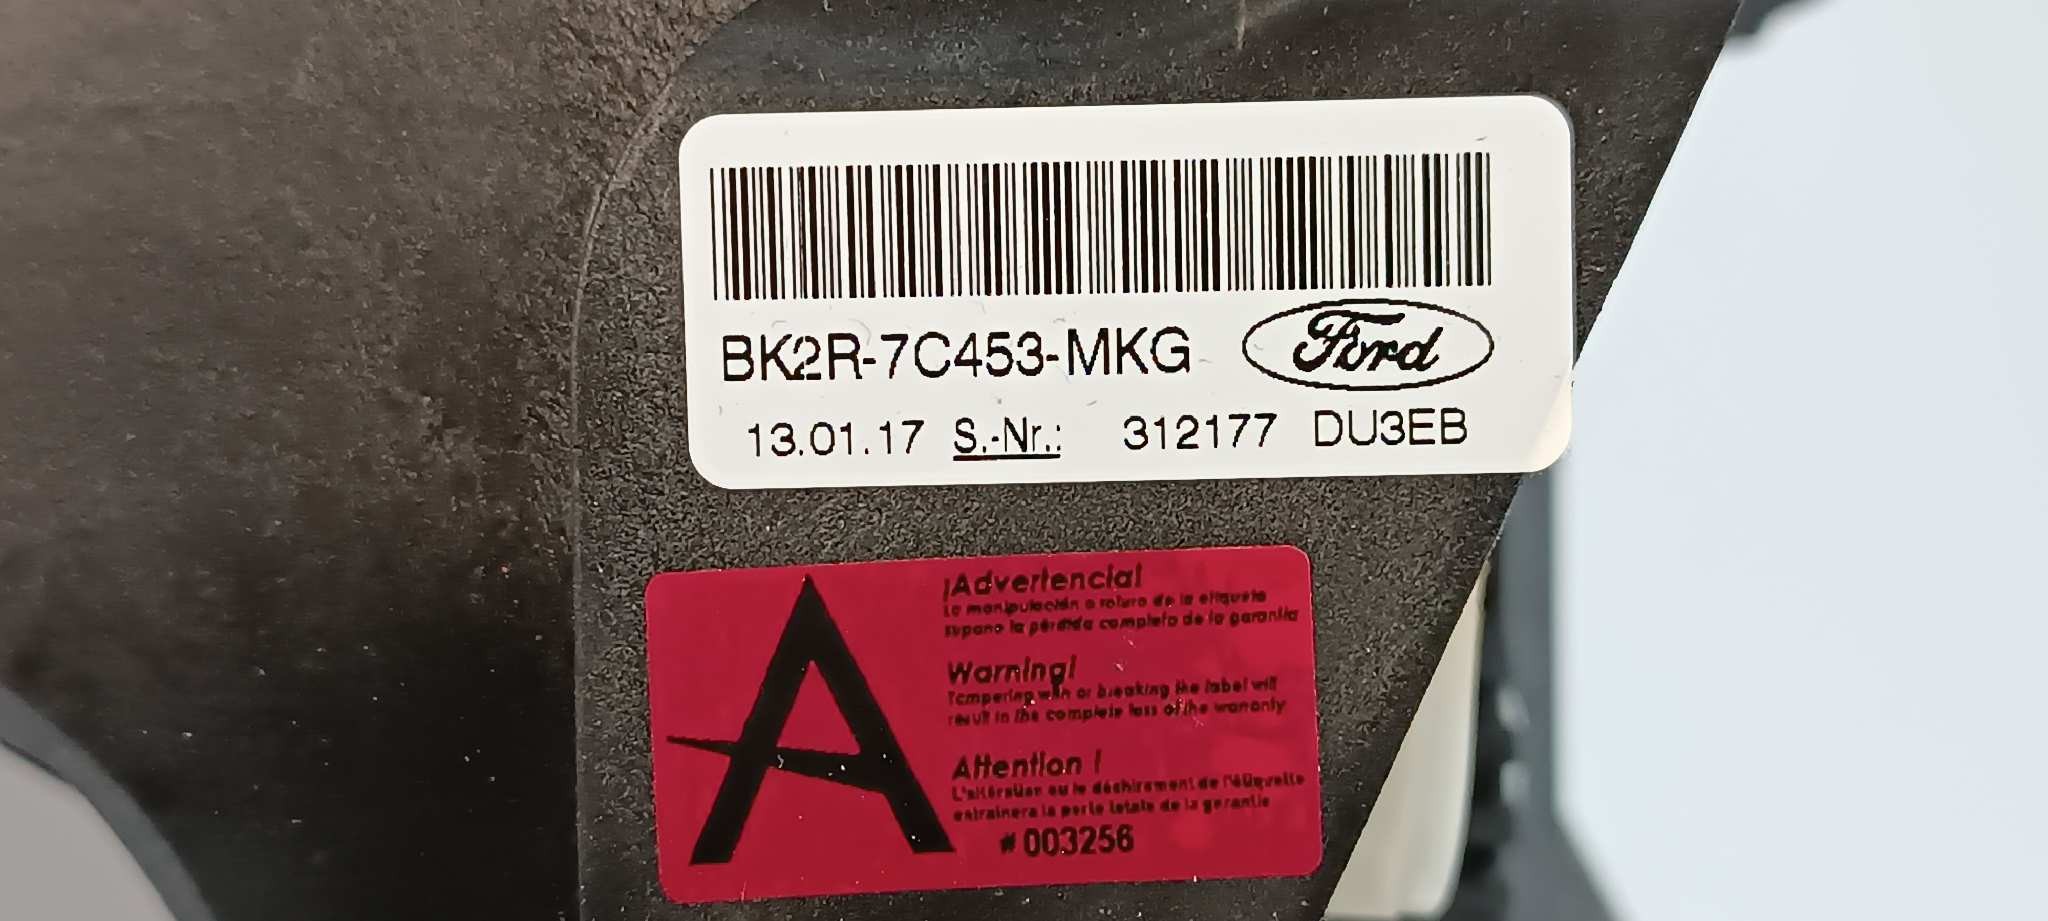 BK2R-7C453-MKG
Ford
13.01.17 S.-Nr.: 312177 DU3EB
¡Advertencia!
La manipulación o rotura de la etiqueta
supone la pérdida completa de la garantía
Warning!
Tampering with or breaking the label will
result in the complete loss of the warranty
Attention !
L'altération ou le déchirement de l'étiquette
entraînera la perte totale de la garantie
# 003256